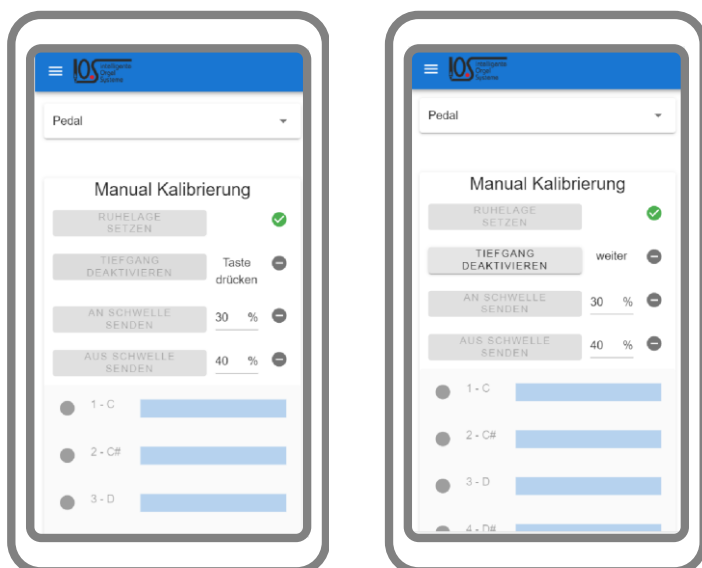 IOS Intelligente
Orgel
Systeme
Pedal
Manual Kalibrierung
RUHELAGE
SETZEN
TIEFGANG
DEAKTIVIEREN
Taste
drücken
AN SCHWELLE
SENDEN
30 %
AUS SCHWELLE
SENDEN
40 %
1 - C
2 - C#
3 - D
IOS Intelligente
Orgel
Systeme
Pedal
Manual Kalibrierung
RUHELAGE
SETZEN
TIEFGANG
DEAKTIVIEREN
weiter
AN SCHWELLE
SENDEN
30 %
AUS SCHWELLE
SENDEN
40 %
1 - C
2 - C#
3 - D
4 - D#